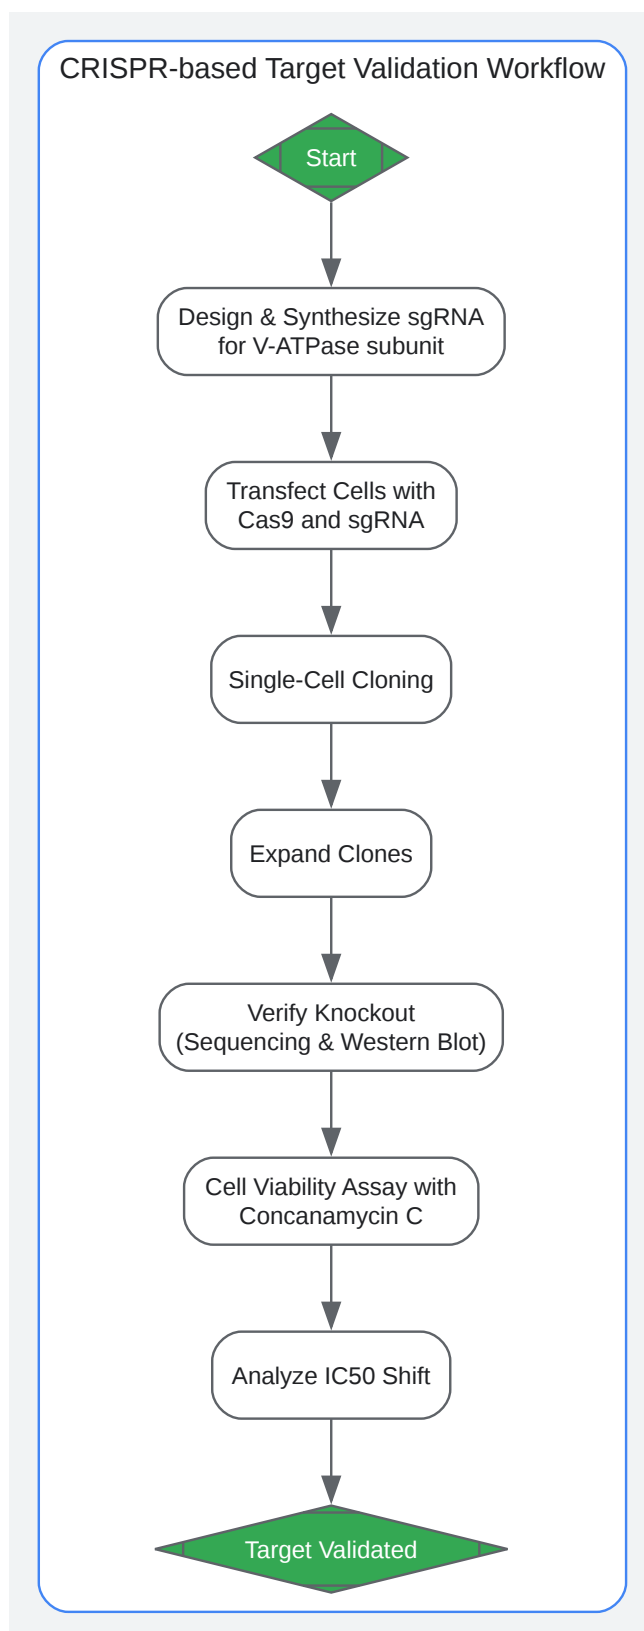 CRISPR-based Target Validation Workflow
Start
Design & Synthesize sgRNA
for V-ATPase subunit
Transfect Cells with
Cas9 and sgRNA
Single-Cell Cloning
Expand Clones
Verify Knockout
(Sequencing & Western Blot)
Cell Viability Assay with
Concanamycin C
Analyze IC50 Shift
Target Validated